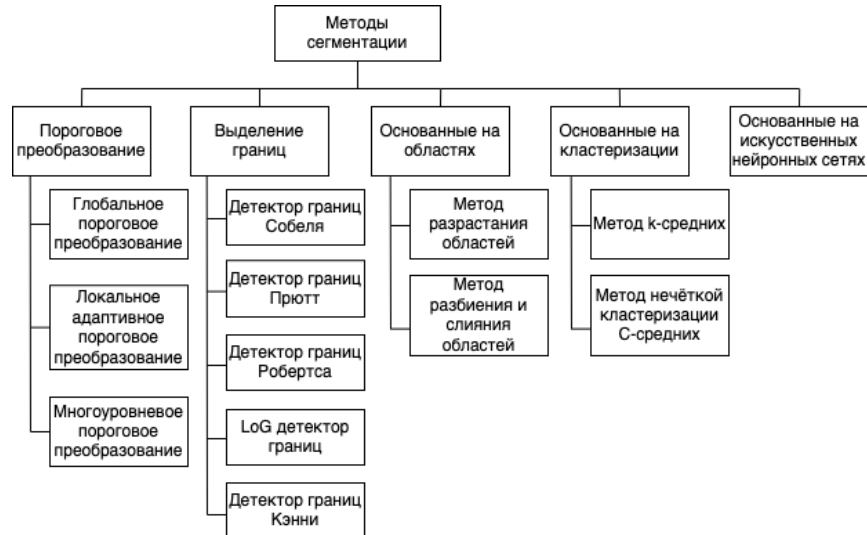 Методы
сегментации
Пороговое
преобразование
Выделение
границ
Основанные на
областях
Основанные на
кластеризации
Основанные на
искусственных
нейронных сетях
Глобальное
пороговое
преобразование
Локальное
адаптивное
пороговое
преобразование
Многоуровневое
пороговое
преобразование
Детектор границ
Собеля
Детектор границ
Прютт
Детектор границ
Робертса
LoG детектор
границ
Детектор границ
Кэнни
Метод
разрастания
областей
Метод
разбиения и
слияния
областей
Метод k-средних
Метод нечёткой
кластеризации
С-средних